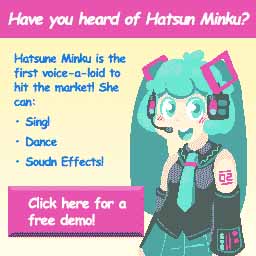 Have you heard of Hatsun Minku?
Hatsune Minku is the
first voice-a-loid to
hit the market! She
can:
• Sing!
• Dance
• Soudn Effects!
02
Click here for a
free demo!